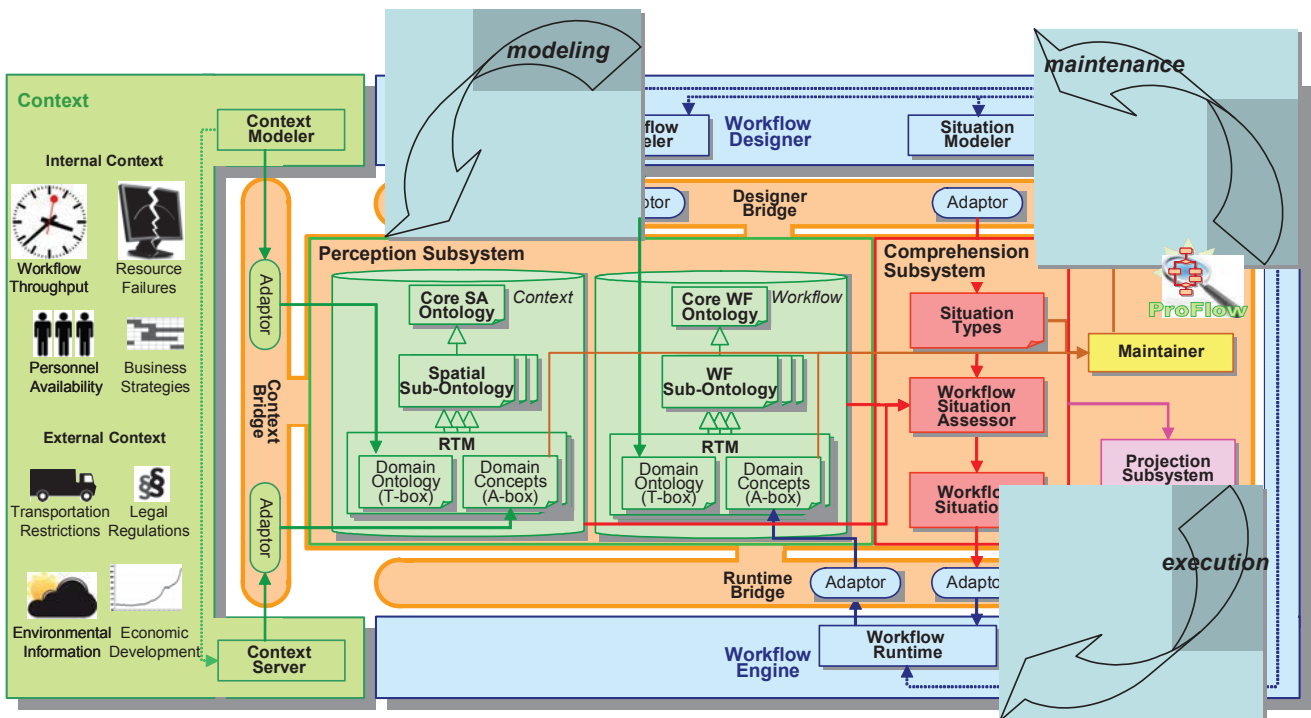 modeling
maintenance
Context
Context
Modeler
Workflow
Designer
Situation
Modeler
Internal Context
Workflow
Throughput
Resource
Failures
Personnel
Availability
Business
Strategies
External Context
Transportation
Restrictions
§
§
Legal
Regulations
Environmental
Information
Economic
Development
Context
Server
Adaptor
Context
Bridge
Adaptor
Designer
Bridge
Adaptor
Perception Subsystem
Context
Core SA
Ontology
Spatial
Sub-Ontology
RTM
Domain
Ontology
(T-box)
Domain
Concepts
(A-box)
Workflow
Core WF
Ontology
WF
Sub-Ontology
RTM
Domain
Ontology
(T-box)
Domain
Concepts
(A-box)
Comprehension
Subsystem
Situation
Types
Workflow
Situation
Assessor
Workflow
Situation
ProFlow
Maintainer
Projection
Subsystem
execution
Runtime
Bridge
Adaptor
Workflow
Engine
Workflow
Runtime